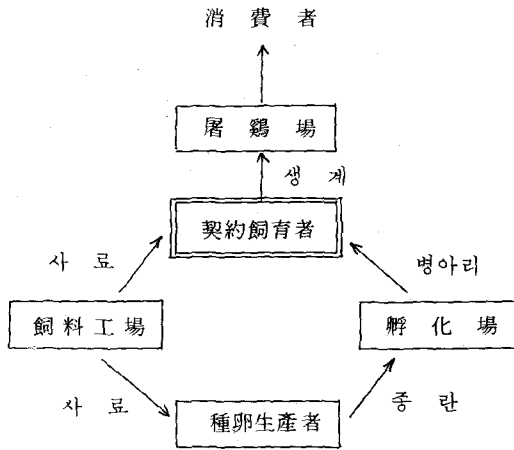 消費者
屠鷄場
생계
契約飼育者
사료 병아리
飼料工場 孵化場
사료 종란
種卵生産者